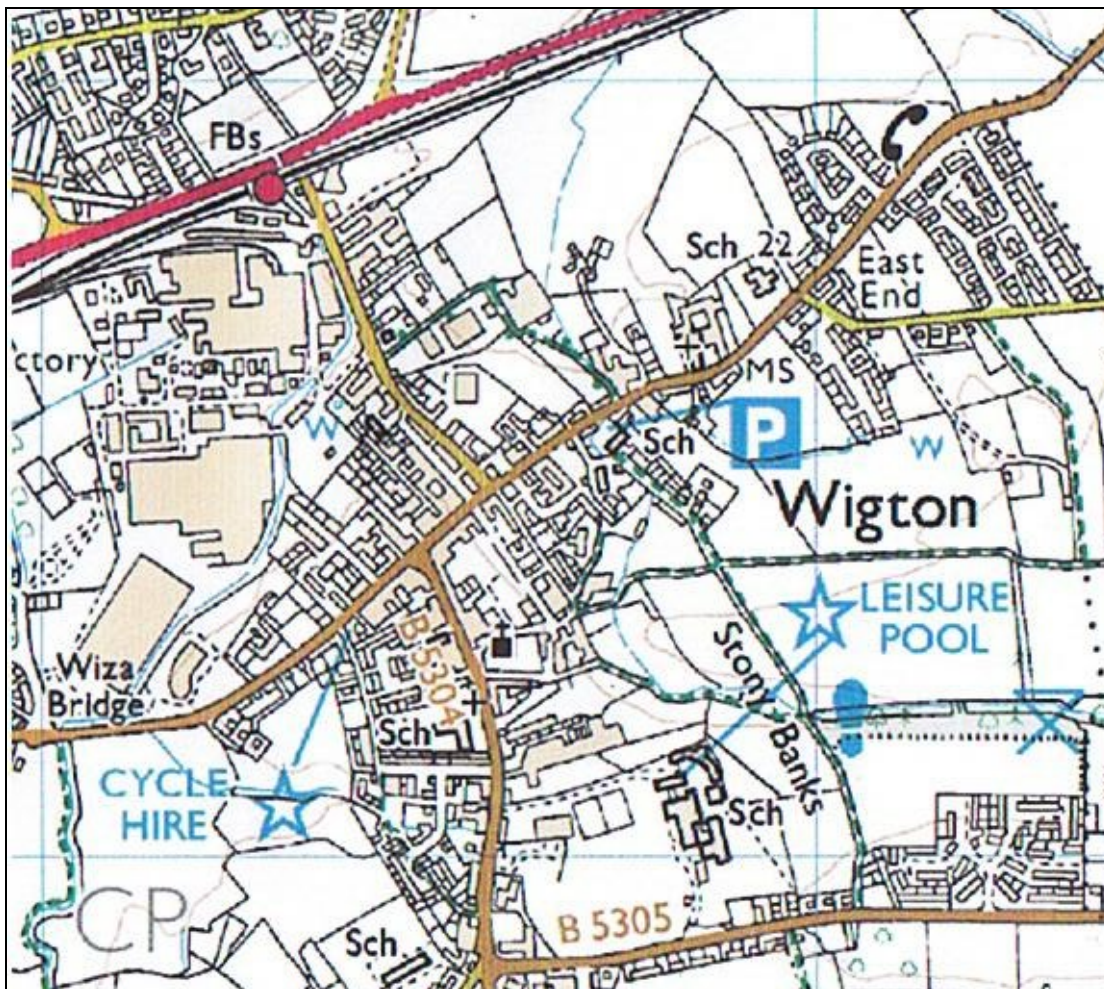 FBs
Sch 22
East
End
ctory
MS
P
W
Sch
W
Wigton
LEISURE
POOL
B 5304
Stony Banks
Wiza
Bridge
Sch
CYCLE
HIRE
Sch
CP
B 5305
Sch